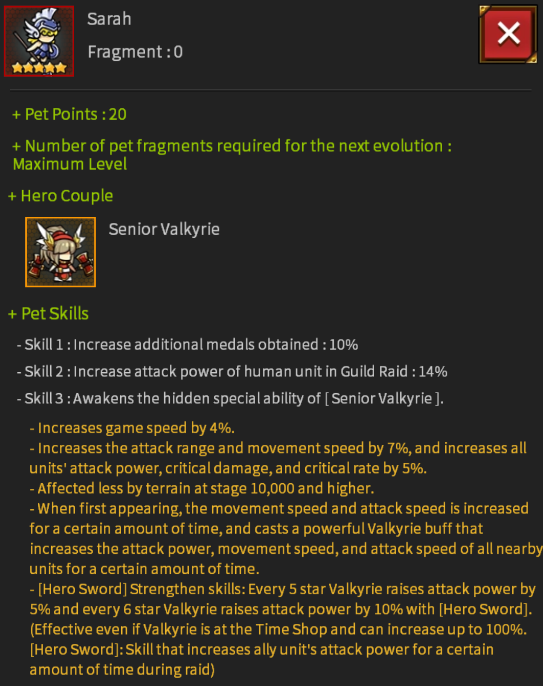 Sarah
Fragment : 0
+ Pet Points : 20
+ Number of pet fragments required for the next evolution :
Maximum Level
+ Hero Couple
Senior Valkyrie
+ Pet Skills
- Skill 1 : Increase additional medals obtained : 10%
- Skill 2 : Increase attack power of human unit in Guild Raid : 14%
- Skill 3 : Awakens the hidden special ability of [ Senior Valkyrie ].
- Increases game speed by 4%.
- Increases the attack range and movement speed by 7%, and increases all
units' attack power, critical damage, and critical rate by 5%.
- Affected less by terrain at stage 10,000 and higher.
- When first appearing, the movement speed and attack speed is increased
for a certain amount of time, and casts a powerful Valkyrie buff that
increases the attack power, movement speed, and attack speed of all nearby
units for a certain amount of time.
- [Hero Sword] Strengthen skills: Every 5 star Valkyrie raises attack power by
5% and every 6 star Valkyrie raises attack power by 10% with [Hero Sword].
(Effective even if Valkyrie is at the Time Shop and can increase up to 100%.
[Hero Sword]: Skill that increases ally unit's attack power for a certain
amount of time during raid)